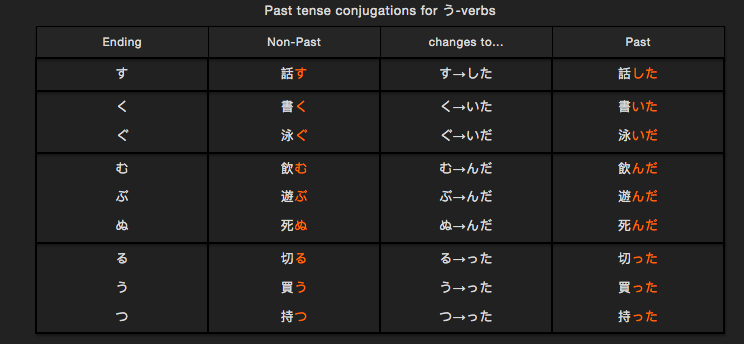 Past tense conjugations for う-verbs
Ending Non-Past changes to... Past
す 話す す→した 話した
く 書く く→いた 書いた
ぐ 泳ぐ ぐ→いだ 泳いだ
む 飲む む→んだ 飲んだ
ぶ 遊ぶ ぶ→んだ 遊んだ
ぬ 死ぬ ぬ→んだ 死んだ
る 切る る→った 切った
う 買う う→った 買った
つ 持つ つ→った 持った